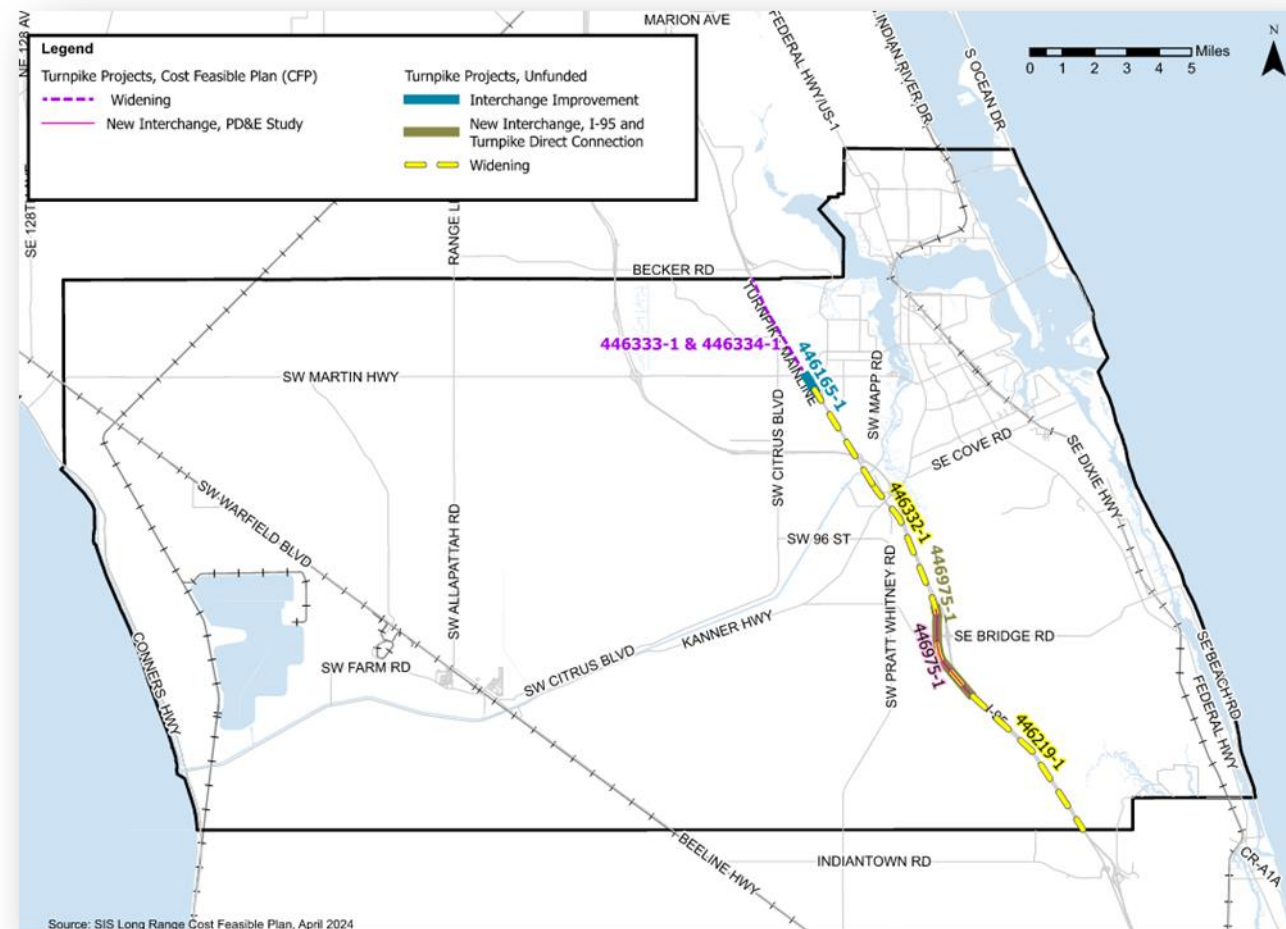 MARION AVE
NE 128 AV
FEDERAL HWY/US-1
INDIAN RIVER DR
S OCEAN DR
N
Miles
0 1 2 3 4 5
Legend
Turnpike Projects, Cost Feasible Plan (CFP)
Widening
New Interchange, PD&E Study
Turnpike Projects, Unfunded
Interchange Improvement
New Interchange, I-95 and
Turnpike Direct Connection
Widening
SE 128T
RANGE L
BECKER RD
TURNPIK
MAINLINE
446333-1 & 446334-1
446165-1
SW MARTIN HWY
SW CITRUS BLVD
SW MAPP RD
SE COVE RD
SE DIXIE HWY
SW WARFIELD BLVD
SW ALLAPATTAH RD
446332-1
SW 96 ST
SW PRATT WHITNEY RD
446975-1
KANNER HWY
SE BRIDGE RD
446975-1
CONNERS HWY
SW FARM RD
SW CITRUS BLVD
I-95
446219-1
SE BEACH RD
FEDERAL HWY
BEELINE HWY
INDIANTOWN RD
CR-A1A
Source: SIS Long Range Cost Feasible Plan, April 2024